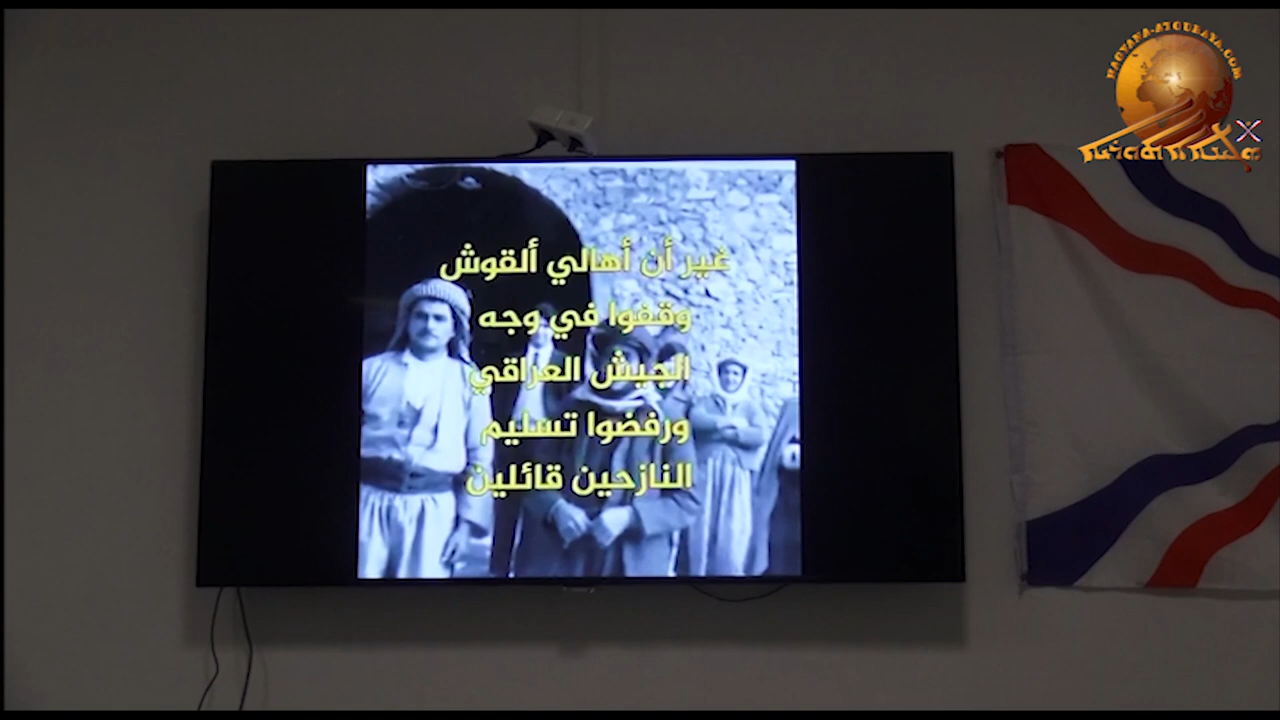 غير أن أهالي ألقوش
وقفوا في وجه
الجيش العراقي
ورفضوا تسليم
النازحين قائلين